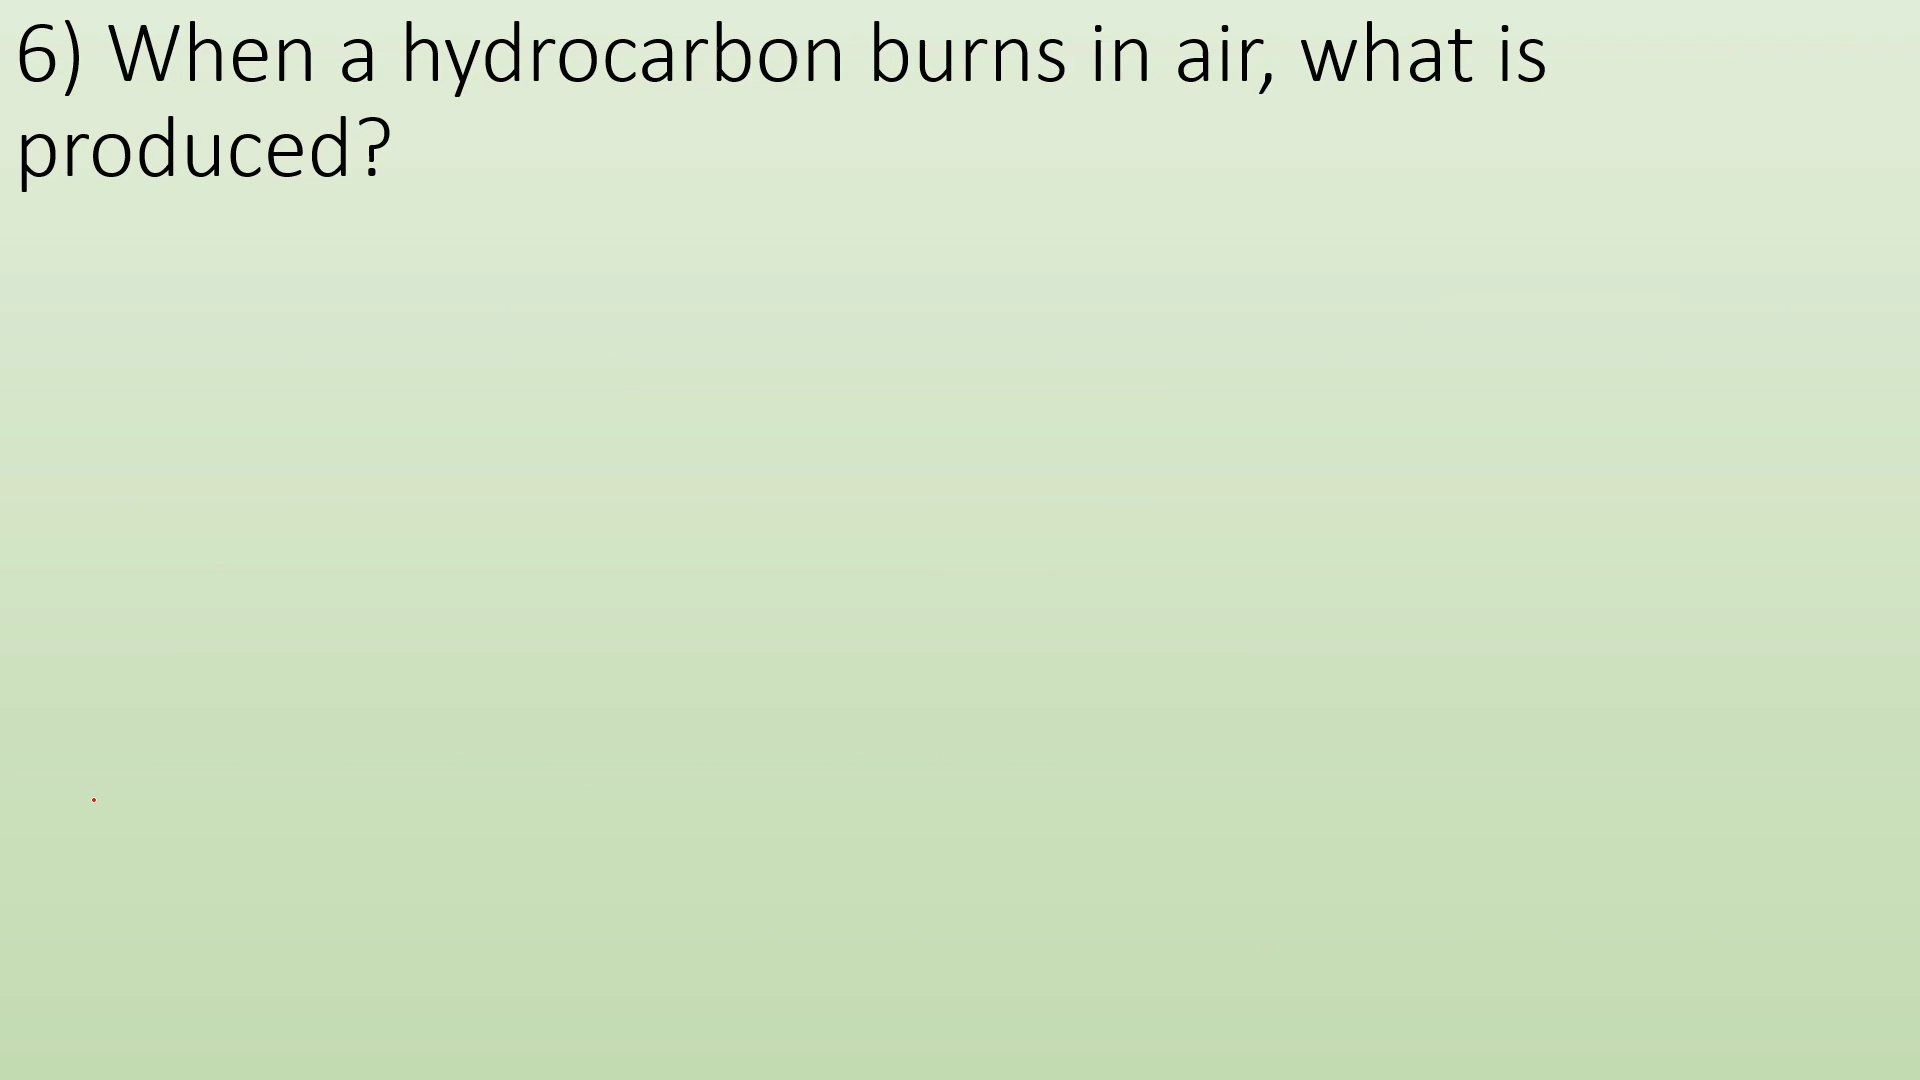 6) When a hydrocarbon burns in air, what is
produced?